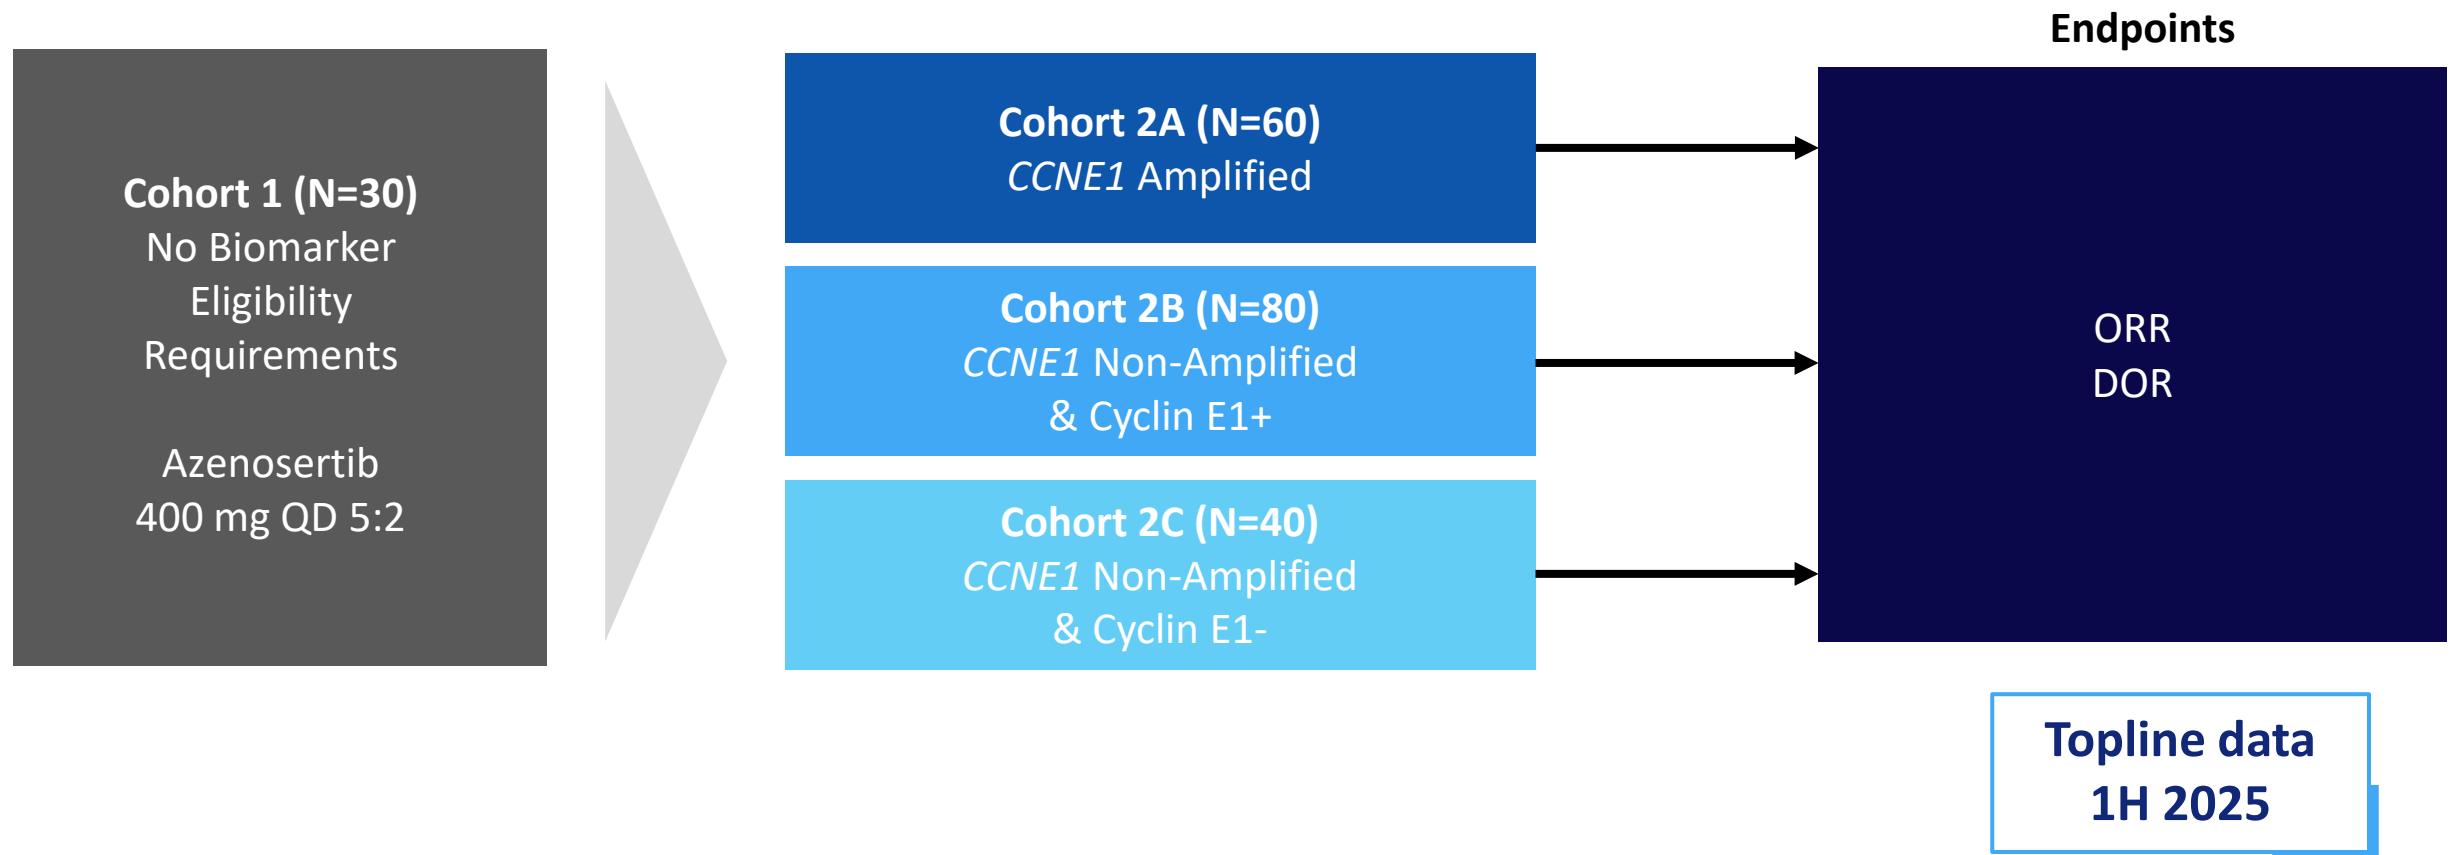 Cohort 1 (N=30)
No Biomarker
Eligibility
Requirements
Azenosertib
400 mg QD 5:2
Cohort 2A (N=60)
CCNE1 Amplified
Cohort 2B (N=80)
CCNE1 Non-Amplified
& Cyclin E1+
Cohort 2C (N=40)
CCNE1 Non-Amplified
& Cyclin E1-
Endpoints
ORR
DOR
Topline data
1H 2025